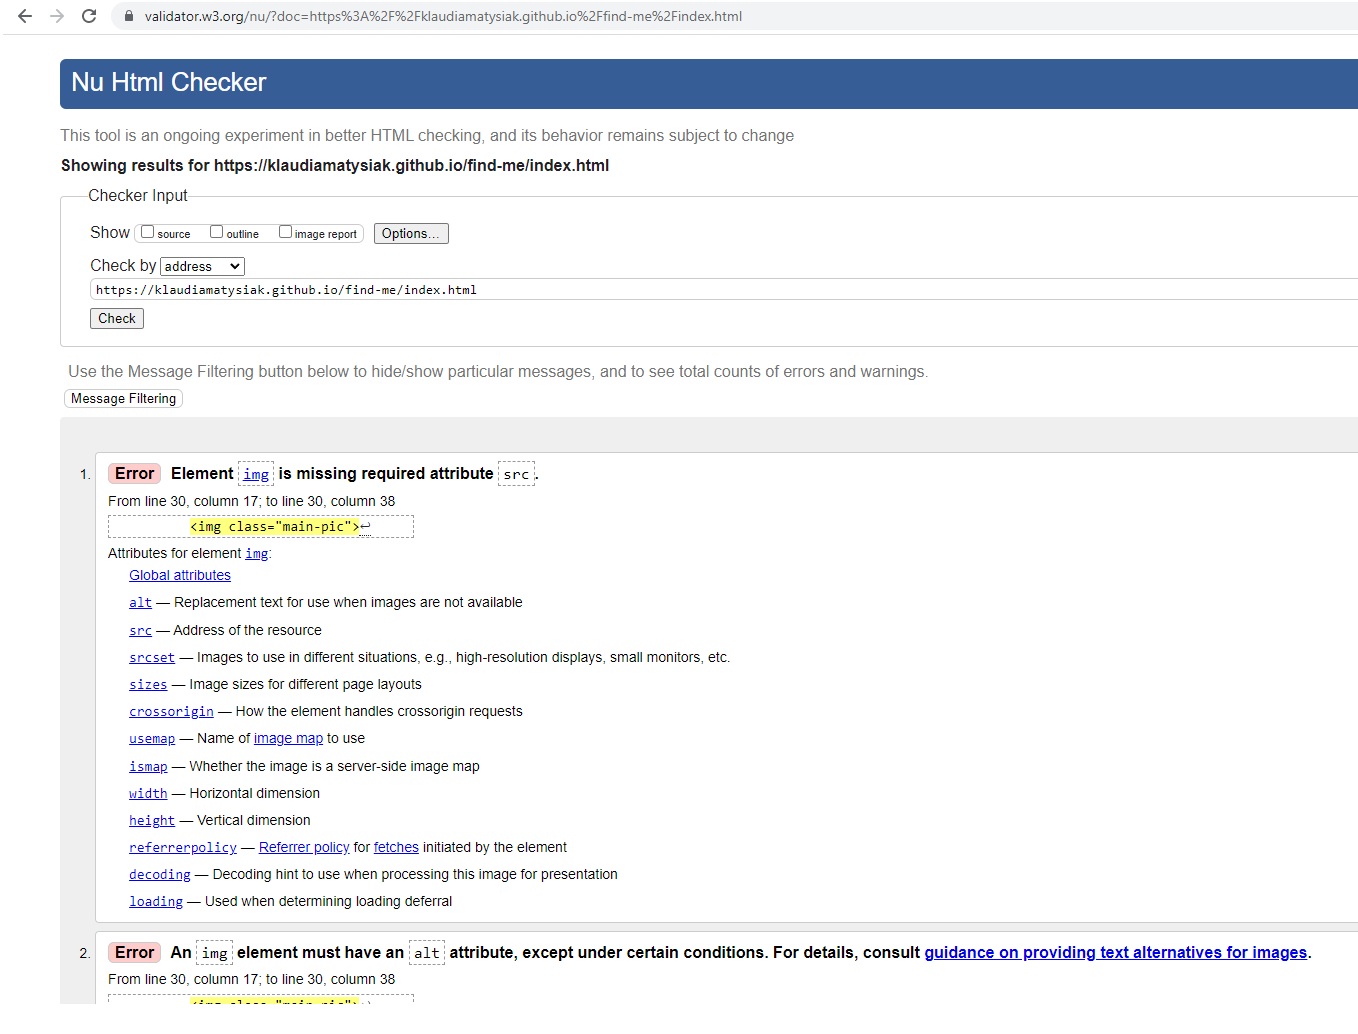 validator.w3.org/nu/?doc=https%3A%2F%2Fklaudiamatysiak.github.io%2Ffind-me%2Findex.html
Nu Html Checker
This tool is an ongoing experiment in better HTML checking, and its behavior remains subject to change
Showing results for https://klaudiamatysiak.github.io/find-me/index.html
Checker Input
Show source outline image report Options...
Check by address
https://klaudiamatysiak.github.io/find-me/index.html
Check
Use the Message Filtering button below to hide/show particular messages, and to see total counts of errors and warnings.
Message Filtering
1. Error Element img is missing required attribute src.
From line 30, column 17; to line 30, column 38
<img class="main-pic">↩
Attributes for element img:
Global attributes
alt — Replacement text for use when images are not available
src — Address of the resource
srcset — Images to use in different situations, e.g., high-resolution displays, small monitors, etc.
sizes — Image sizes for different page layouts
crossorigin — How the element handles crossorigin requests
usemap — Name of image map to use
ismap — Whether the image is a server-side image map
width — Horizontal dimension
height — Vertical dimension
referrerpolicy — Referrer policy for fetches initiated by the element
decoding — Decoding hint to use when processing this image for presentation
loading — Used when determining loading deferral
2. Error An img element must have an alt attribute, except under certain conditions. For details, consult guidance on providing text alternatives for images.
From line 30, column 17; to line 30, column 38
<img class="main-pic">↩